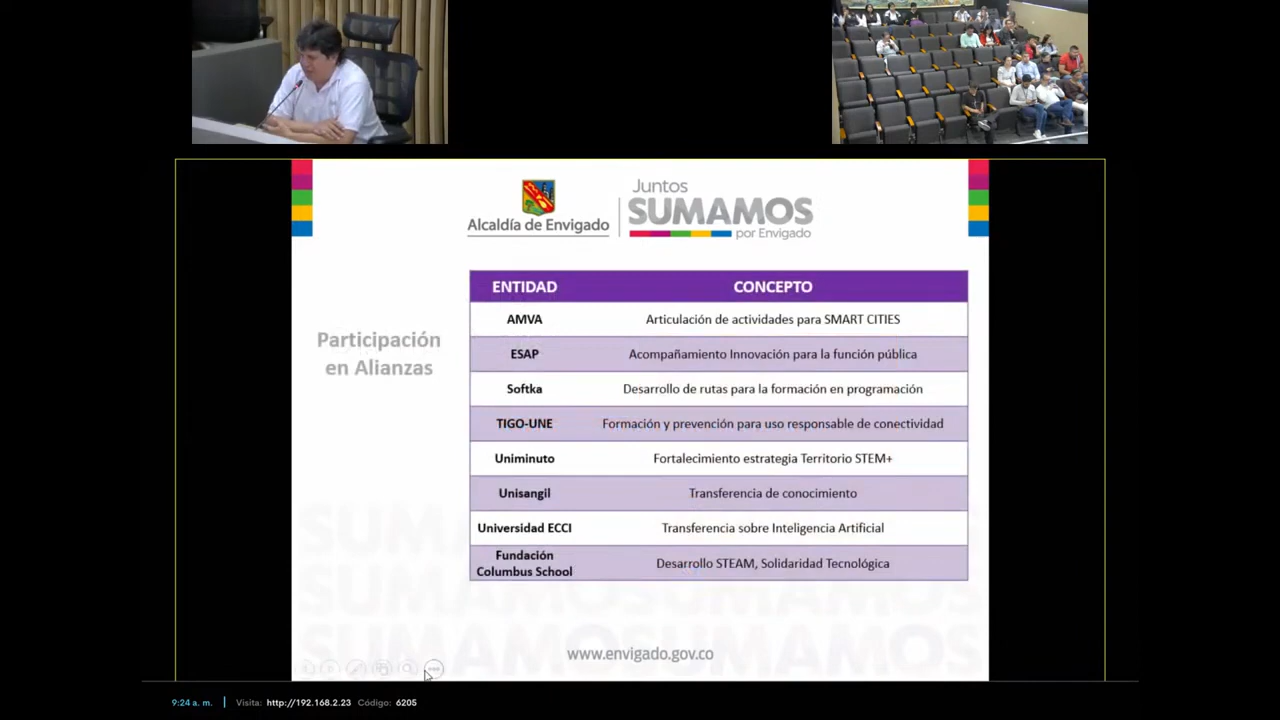 Alcaldía de Envigado
Juntos
SUMAMOS
por Envigado
Participación
en Alianzas
ENTIDAD CONCEPTO
AMVA Articulación de actividades para SMART CITIES
ESAP Acompañamiento Innovación para la función pública
Softka Desarrollo de rutas para la formación en programación
TIGO-UNE Formación y prevención para uso responsable de conectividad
Uniminuto Fortalecimiento estrategia Territorio STEM+
Unisangil Transferencia de conocimiento
Universidad ECCI Transferencia sobre Inteligencia Artificial
Fundación
Columbus School Desarrollo STEAM, Solidaridad Tecnológica
SUMAMOSUMAMOS
SUMAMOSUMAMOS
SUMAMOSUMAMOS
www.envigado.gov.co
9:24 a. m. | Visita: http://192.168.2.23 Código: 6205